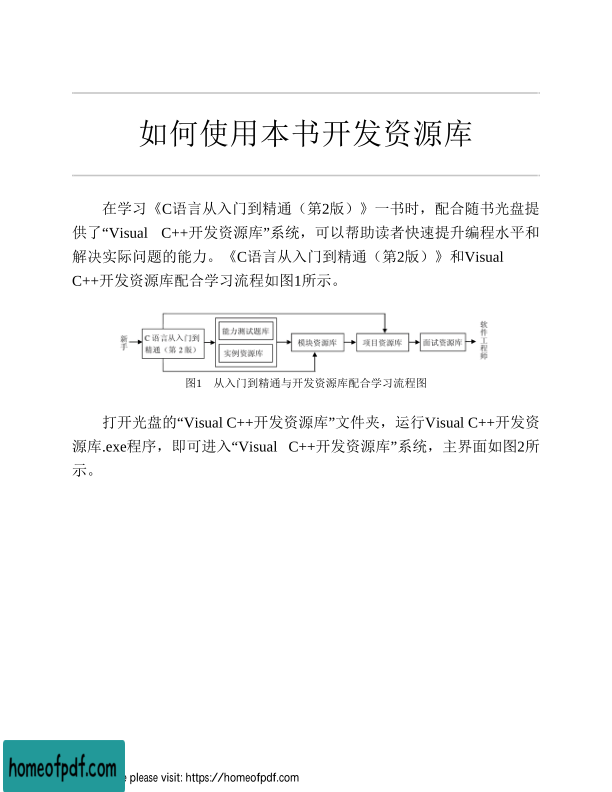 如何使用本书开发资源库
在学习《C语言从入门到精通（第2版）》一书时，配合随书光盘提
供了“Visual C++开发资源库”系统，可以帮助读者快速提升编程水平和
解决实际问题的能力。《C语言从入门到精通（第2版）》和Visual
C++开发资源库配合学习流程如图1所示。
新手
C 语言从入门到
精通（第 2 版）
能力测试题库
实例资源库
模块资源库
项目资源库
面试资源库
软件工程师
图1 从入门到精通与开发资源库配合学习流程图
打开光盘的“Visual C++开发资源库”文件夹，运行Visual C++开发资
源库.exe程序，即可进入“Visual C++开发资源库”系统，主界面如图2所
示。
homeofpdf.com
e please visit: https://homeofpdf.com